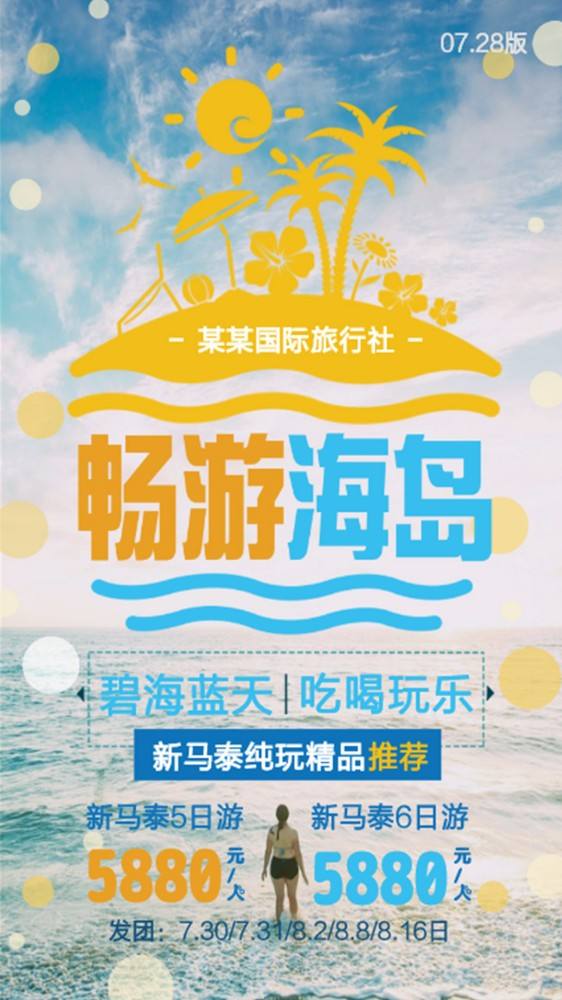 07.28版
- 某某国际旅行社 -
畅游海岛
碧海蓝天|吃喝玩乐
新马泰纯玩精品推荐
新马泰5日游 新马泰6日游
5880元/人 5880元/人
发团：7.30/7.31/8.2/8.8/8.16日